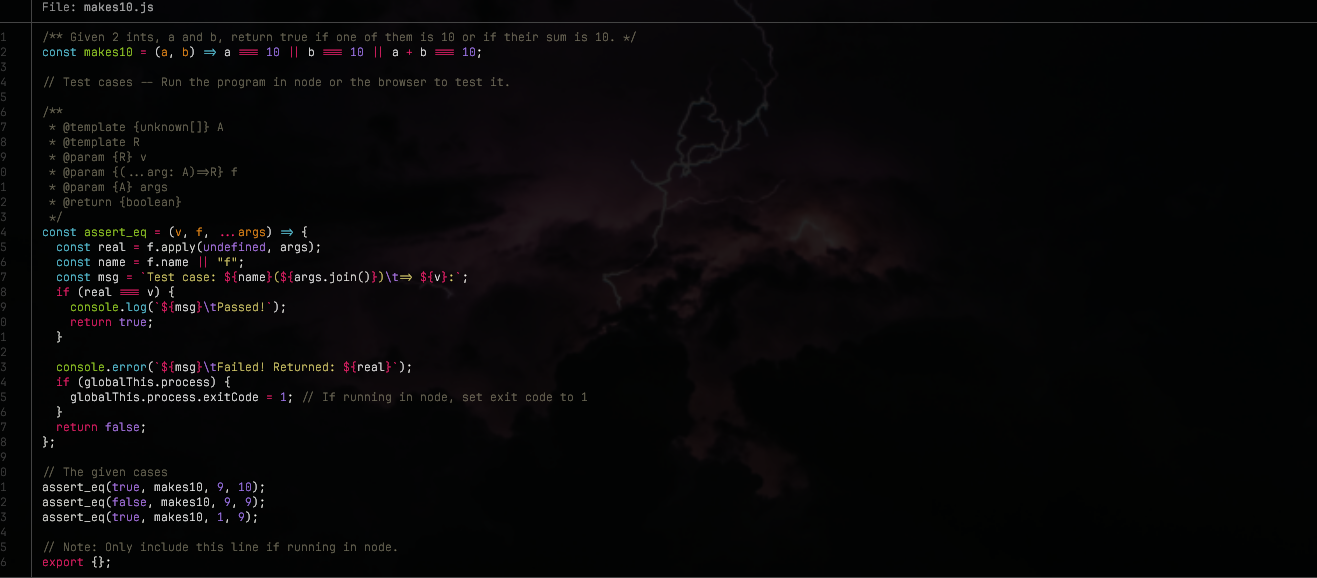 File: makes10.js
1 /** Given 2 ints, a and b, return true if one of them is 10 or if their sum is 10. */
2 const makes10 = (a, b) => a === 10 || b === 10 || a + b === 10;
3
4 // Test cases -- Run the program in node or the browser to test it.
5
6 /**
7  * @template {unknown[]} A
8  * @template R
9  * @param {R} v
0  * @param {(...arg: A)=>R} f
1  * @param {A} args
2  * @return {boolean}
3  */
4 const assert_eq = (v, f, ...args) => {
5   const real = f.apply(undefined, args);
6   const name = f.name || "f";
7   const msg = `Test case: ${name}(${args.join()})\t=> ${v}:`;
8   if (real === v) {
9     console.log(`${msg}\tPassed!`);
0     return true;
1   }
2
3   console.error(`${msg}\tFailed! Returned: ${real}`);
4   if (globalThis.process) {
5     globalThis.process.exitCode = 1; // If running in node, set exit code to 1
6   }
7   return false;
8 };
9
0 // The given cases
1 assert_eq(true, makes10, 9, 10);
2 assert_eq(false, makes10, 9, 9);
3 assert_eq(true, makes10, 1, 9);
4
5 // Note: Only include this line if running in node.
6 export {};